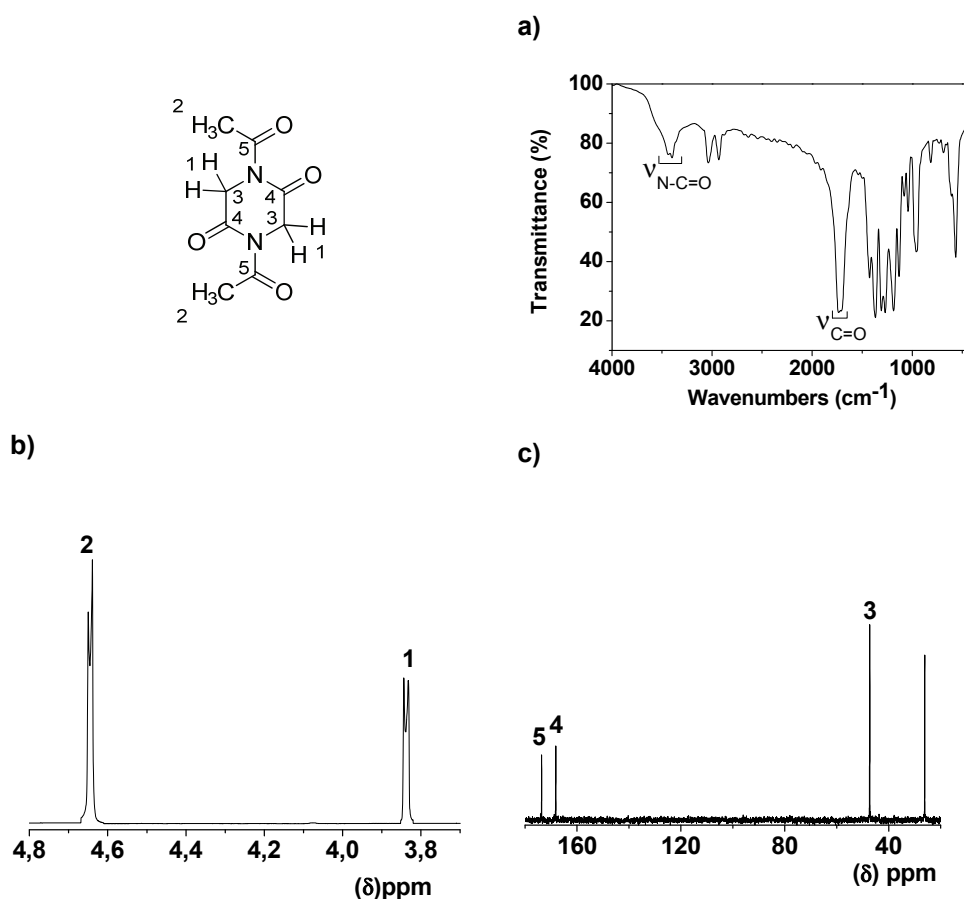 a)
2
H₃C
O
5
1
H
N
O
H
3
4
4
3
H
O
N
H
1
5
H₃C
O
2
Transmittance (%)
100
80
60
40
20
ν N-C=O
ν C=O
4000 3000 2000 1000
Wavenumbers (cm⁻¹)
b)
2
1
4,8 4,6 4,4 4,2 4,0 3,8
(δ)ppm
c)
3
5 4
160 120 80 40
(δ) ppm